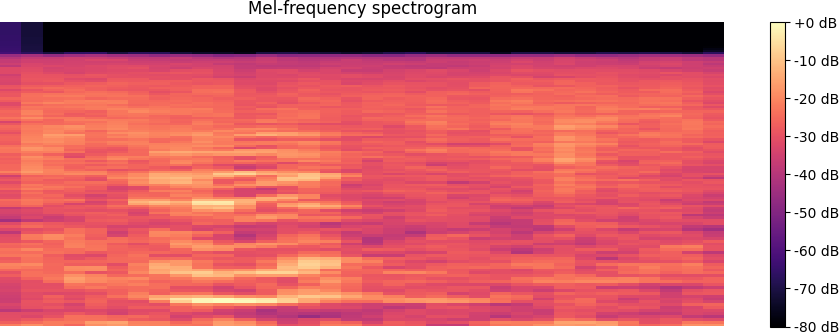 Mel-frequency spectrogram
+0 dB
-10 dB
-20 dB
-30 dB
-40 dB
-50 dB
-60 dB
-70 dB
-80 dB